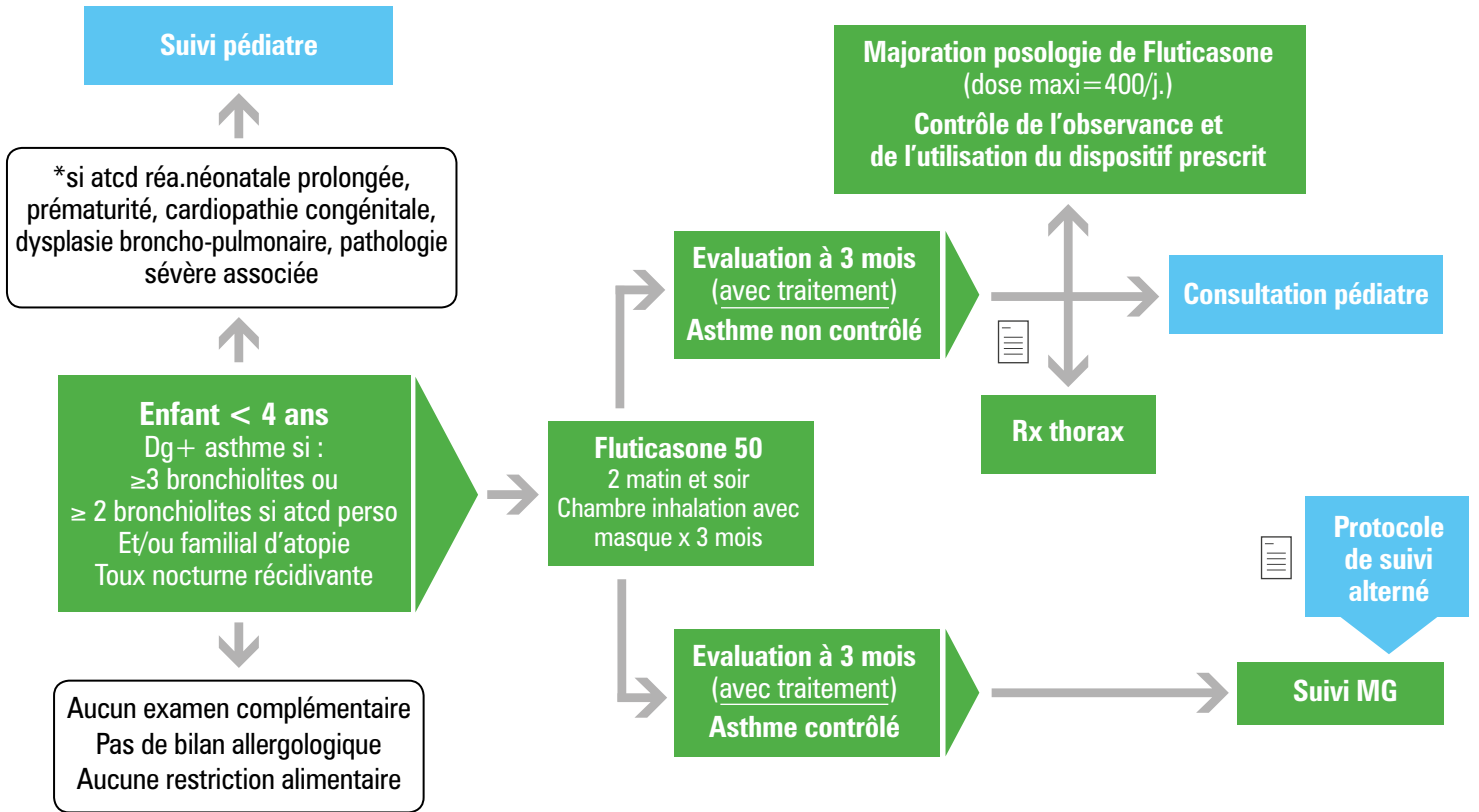 Suivi pédiatre
*si atcd réa.néonatale prolongée,
prématurité, cardiopathie congénitale,
dysplasie broncho-pulmonaire, pathologie
sévère associée
Enfant < 4 ans
Dg+ asthme si :
≥3 bronchiolites ou
≥ 2 bronchiolites si atcd perso
Et/ou familial d’atopie
Toux nocturne récidivante
Aucun examen complémentaire
Pas de bilan allergologique
Aucune restriction alimentaire
Fluticasone 50
2 matin et soir
Chambre inhalation avec
masque x 3 mois
Evaluation à 3 mois
(avec traitement)
Asthme non contrôlé
Majoration posologie de Fluticasone
(dose maxi=400/j.)
Contrôle de l’observance et
de l’utilisation du dispositif prescrit
Consultation pédiatre
Rx thorax
Evaluation à 3 mois
(avec traitement)
Asthme contrôlé
Protocole
de suivi
alterné
Suivi MG